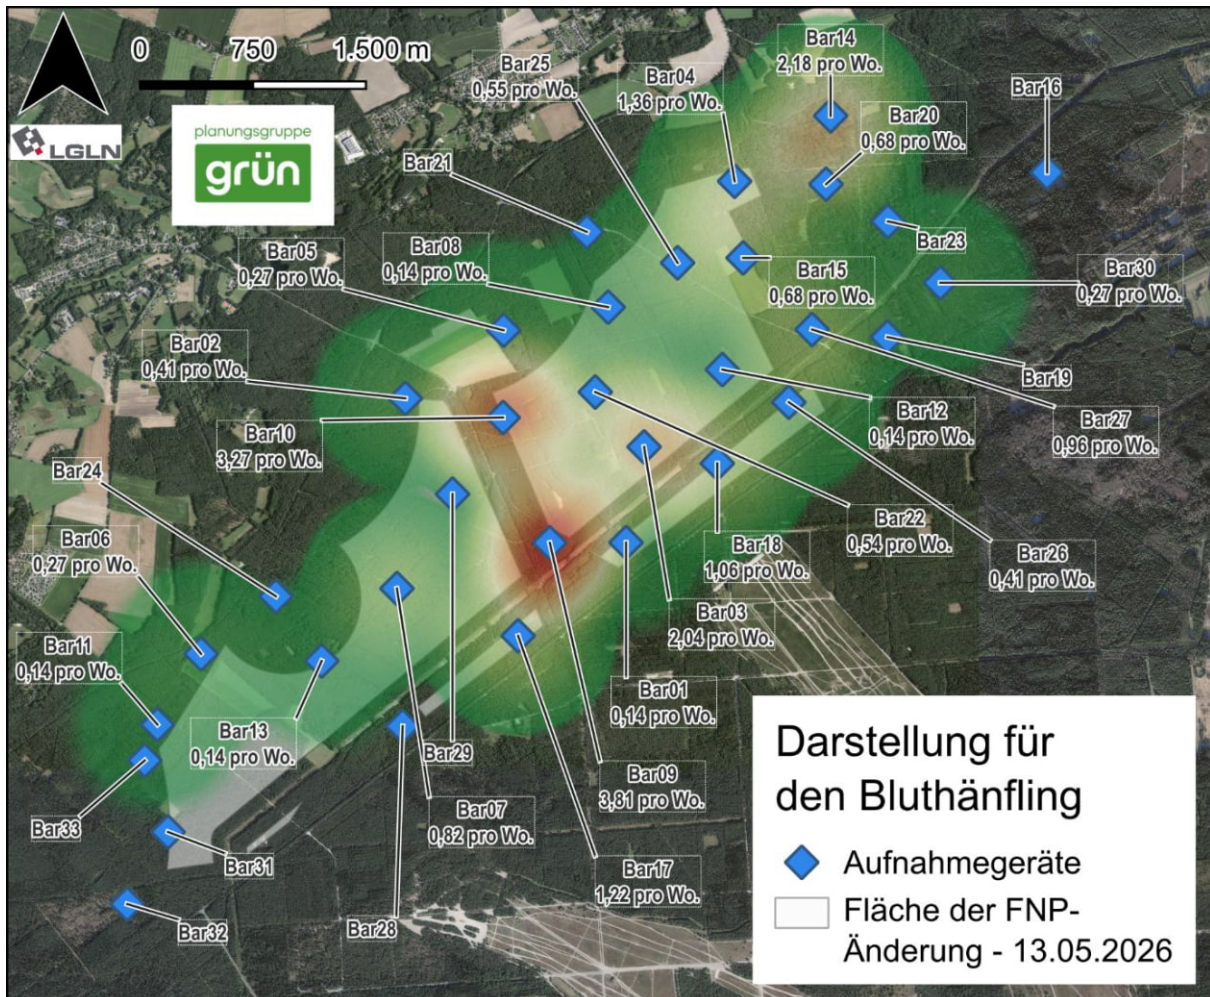 0 750 1.500 m
LGLN
planungsgruppe
grün
Bar14
2,18 pro Wo.
Bar25
0,55 pro Wo.
Bar04
1,36 pro Wo.
Bar16
Bar20
0,68 pro Wo.
Bar21
Bar23
Bar05
0,27 pro Wo.
Bar08
0,14 pro Wo.
Bar15
0,68 pro Wo.
Bar30
0,27 pro Wo.
Bar02
0,41 pro Wo.
Bar19
Bar12
0,14 pro Wo.
Bar27
0,96 pro Wo.
Bar10
3,27 pro Wo.
Bar24
Bar22
0,54 pro Wo.
Bar06
0,27 pro Wo.
Bar18
1,06 pro Wo.
Bar26
0,41 pro Wo.
Bar03
2,04 pro Wo.
Bar11
0,14 pro Wo.
Bar01
0,14 pro Wo.
Bar13
0,14 pro Wo.
Bar29
Bar09
3,81 pro Wo.
Bar07
0,82 pro Wo.
Bar33
Bar31
Bar17
1,22 pro Wo.
Bar32
Bar28
Darstellung für
den Bluthänfling
Aufnahmegeräte
Fläche der FNP-
Änderung - 13.05.2026